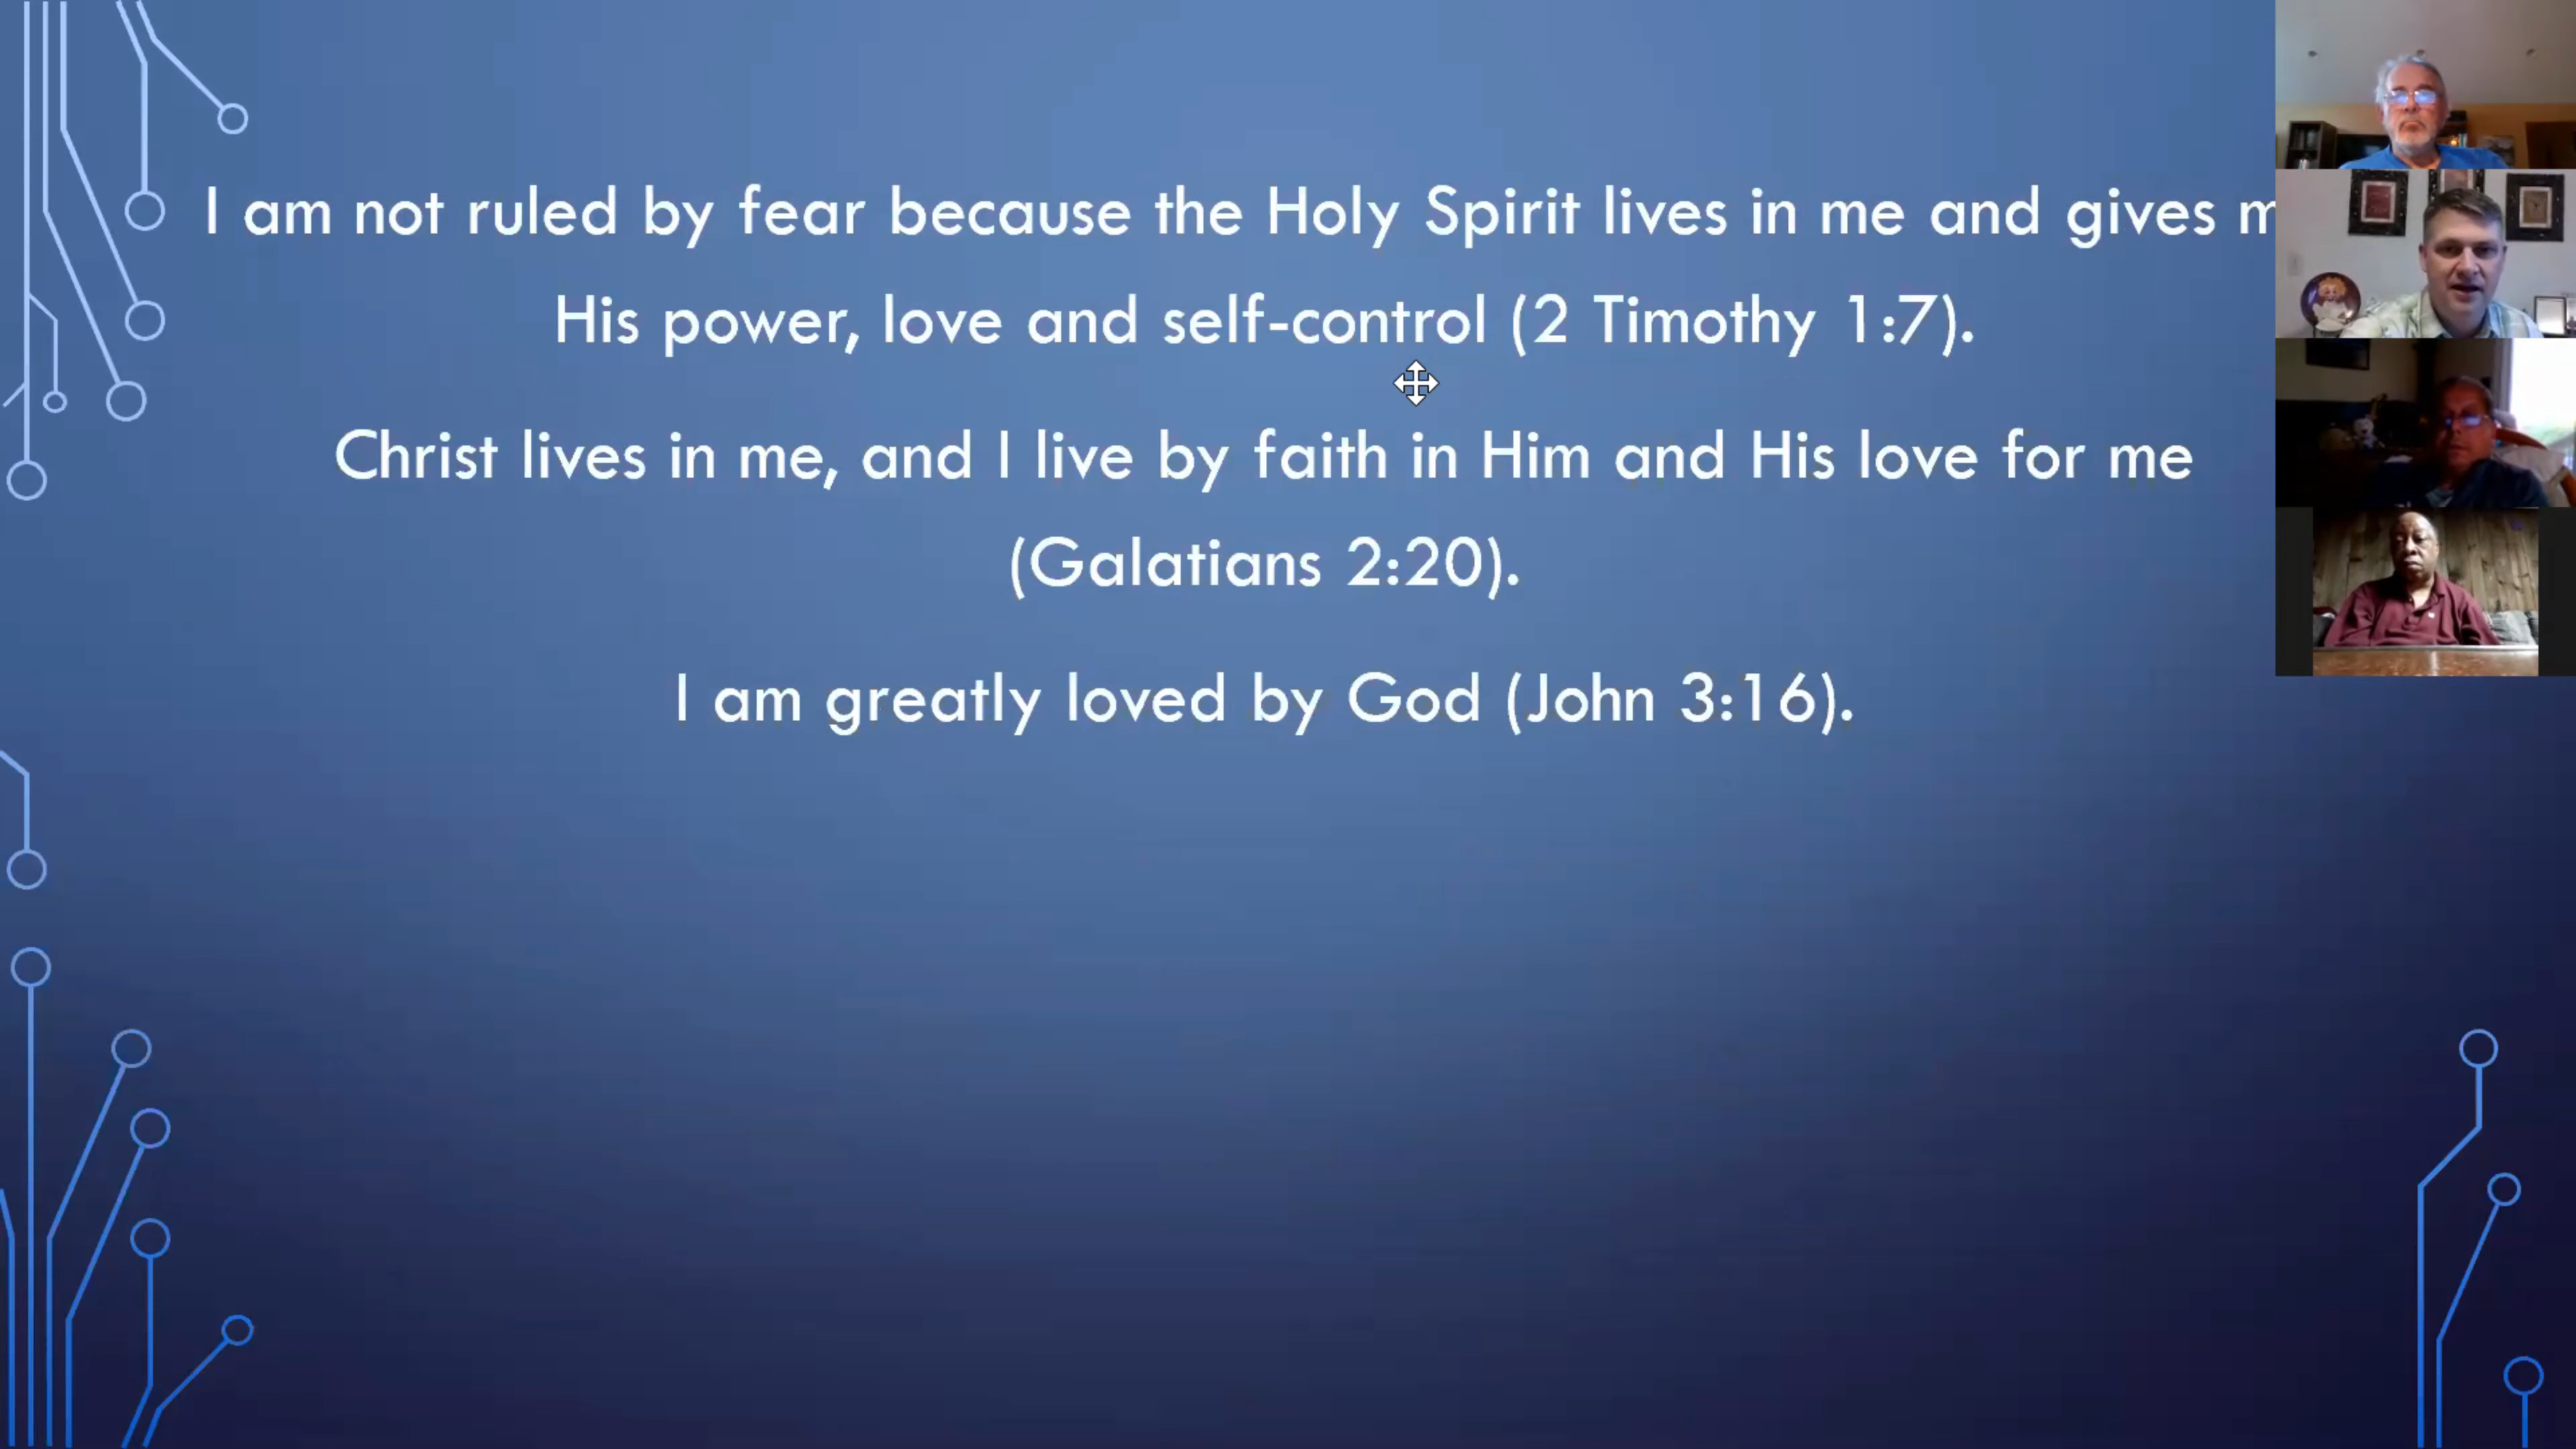 I am not ruled by fear because the Holy Spirit lives in me and gives
His power, love and self-control (2 Timothy 1:7).
Christ lives in me, and I live by faith in Him and His love for me
(Galatians 2:20).
I am greatly loved by God (John 3:16).